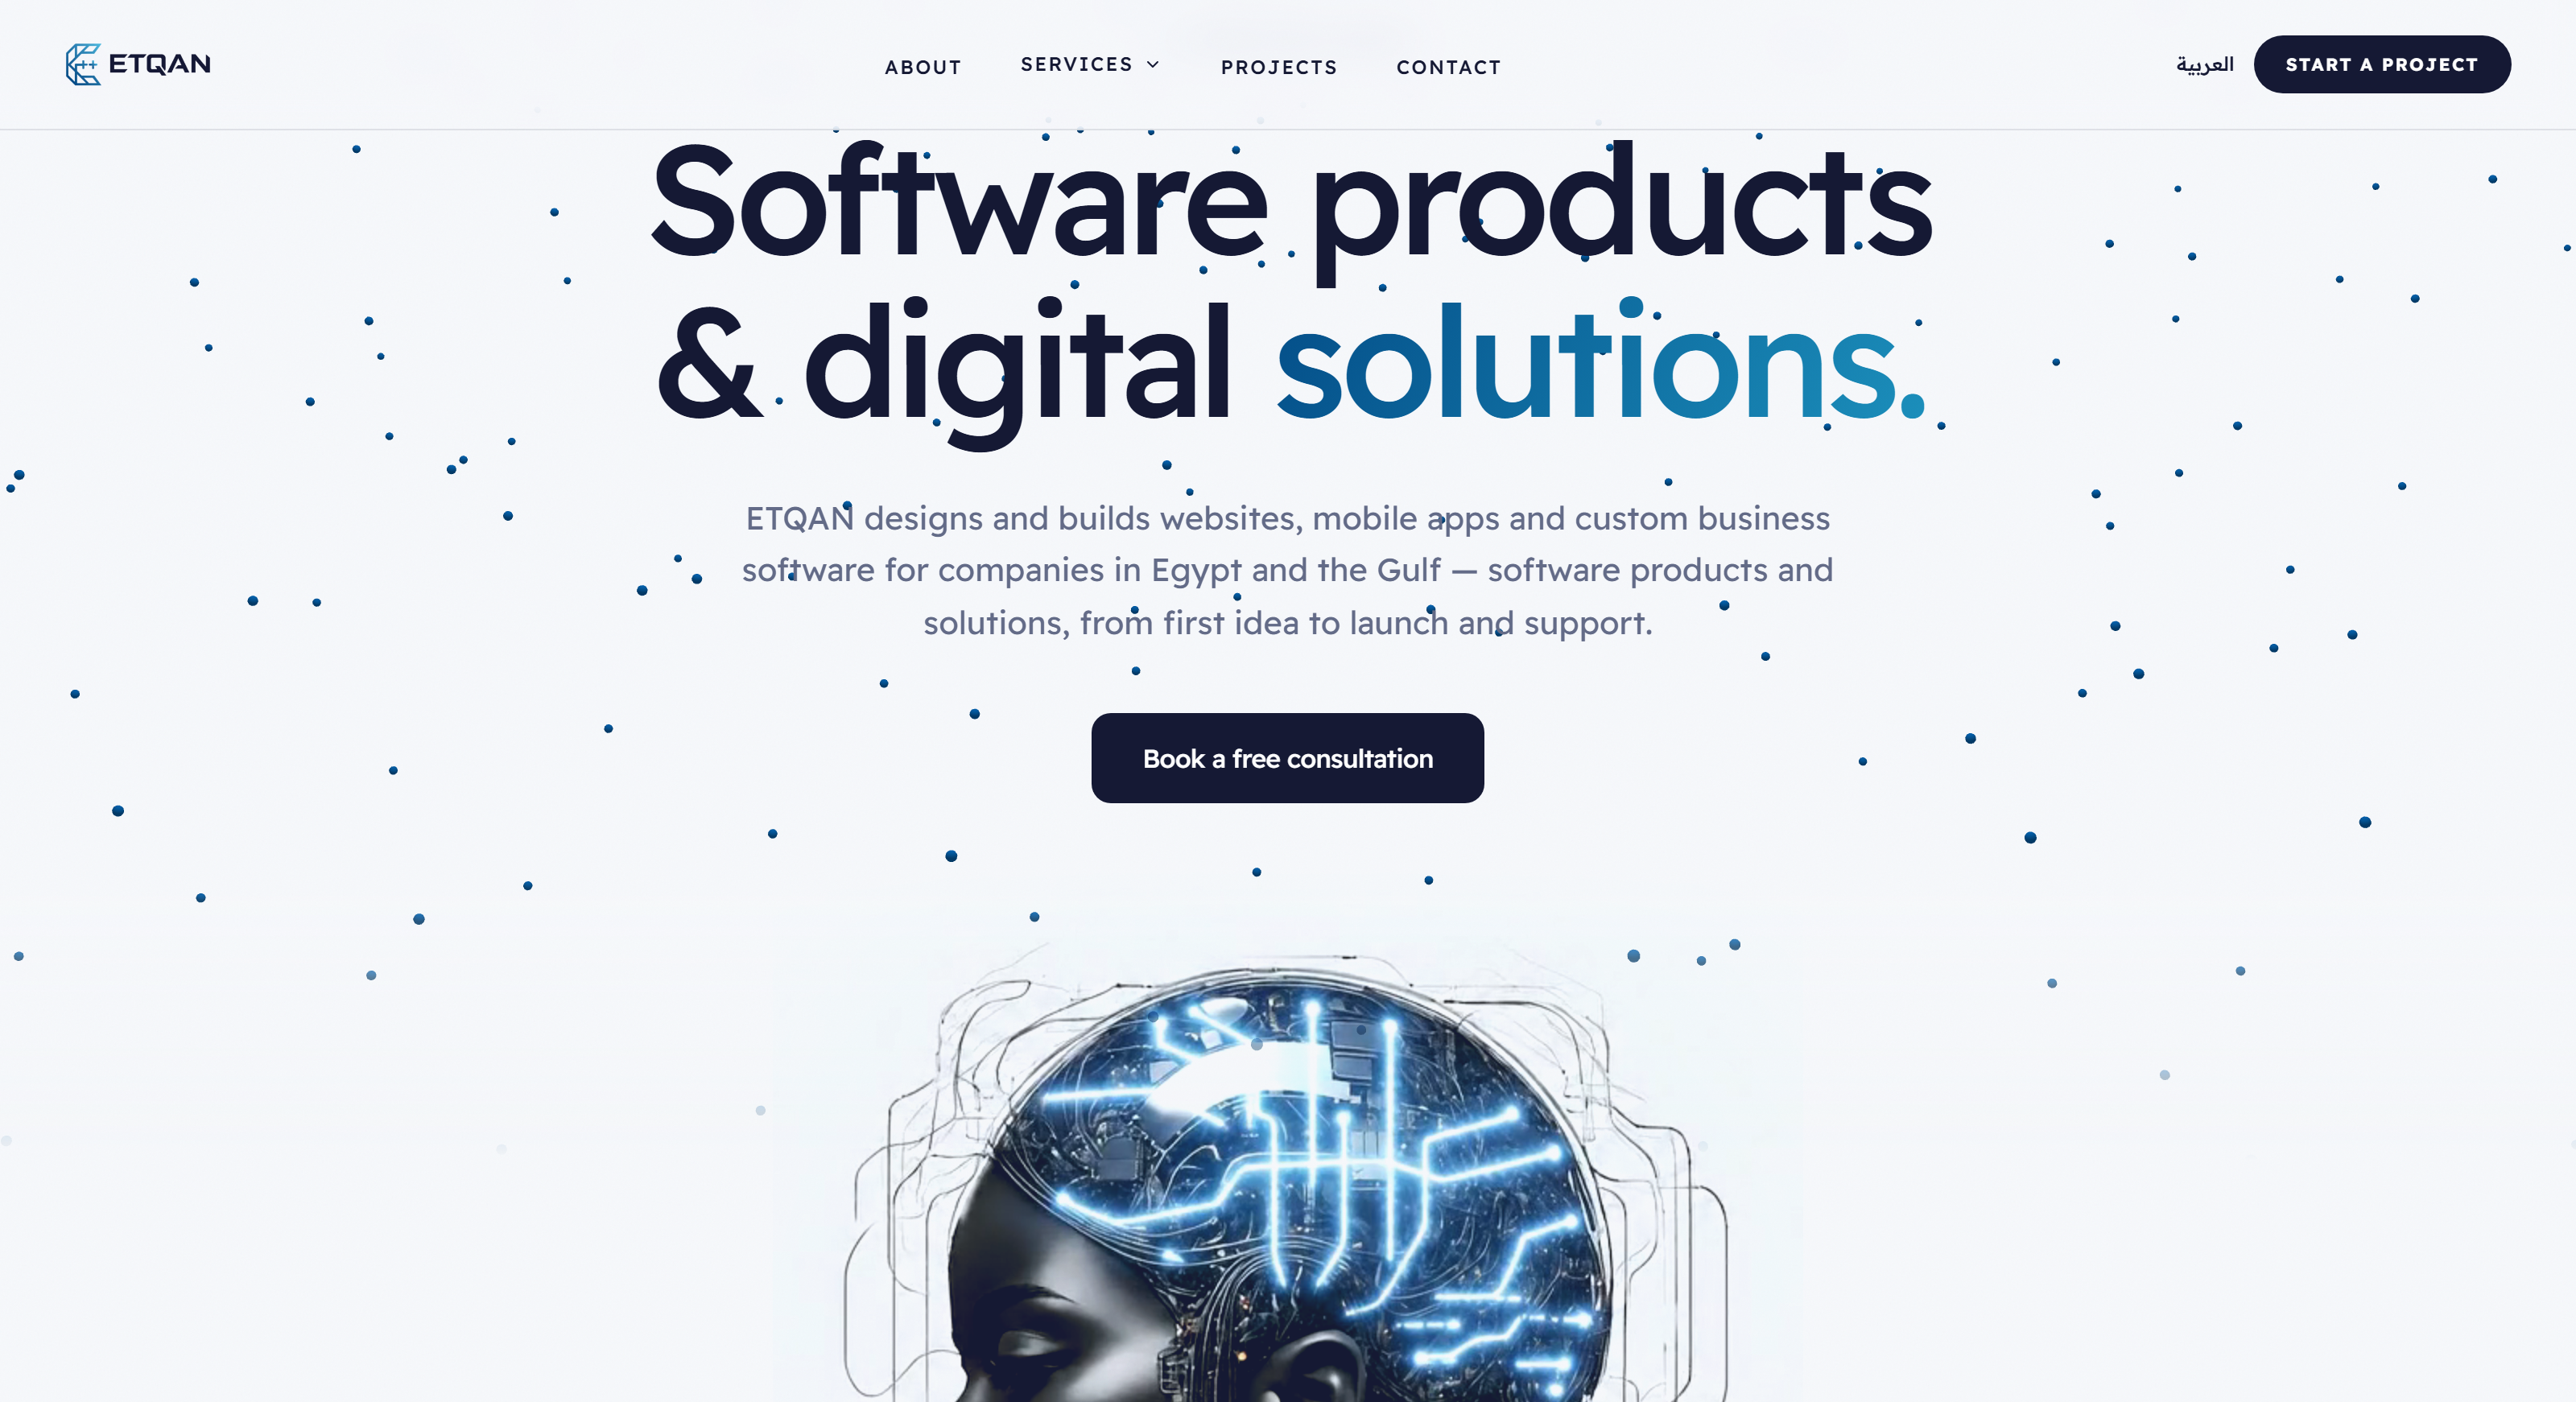 ETQAN
ABOUT
SERVICES
PROJECTS
CONTACT
العربية
START A PROJECT
Software products
& digital solutions.
ETQAN designs and builds websites, mobile apps and custom business
software for companies in Egypt and the Gulf — software products and
solutions, from first idea to launch and support.
Book a free consultation